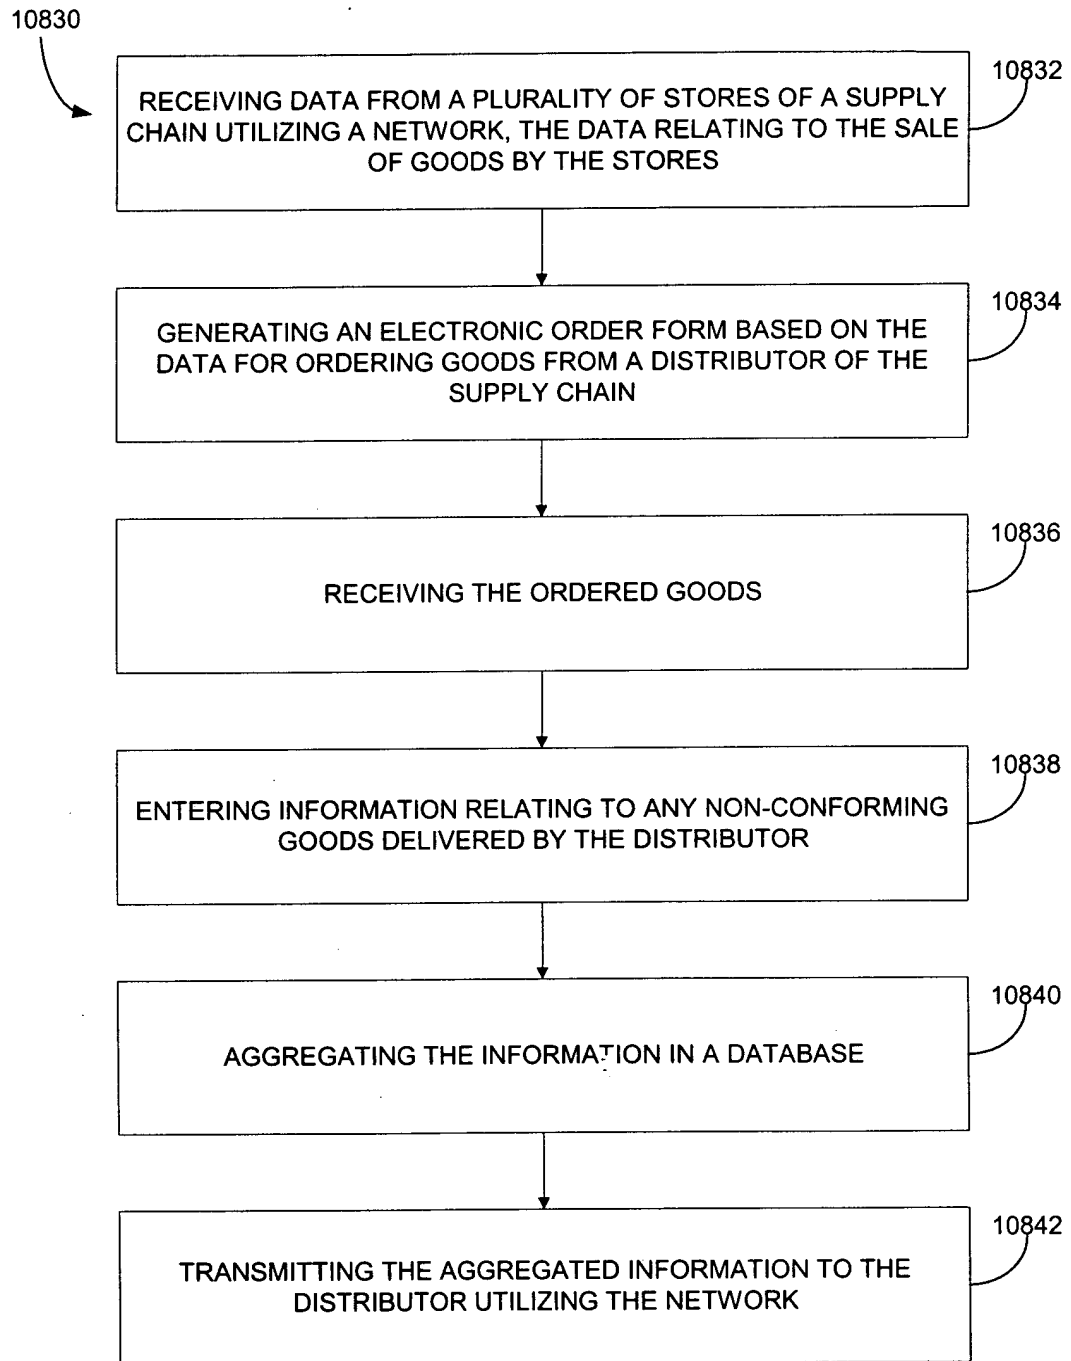 10830
10832
RECEIVING DATA FROM A PLURALITY OF STORES OF A SUPPLY
CHAIN UTILIZING A NETWORK, THE DATA RELATING TO THE SALE
OF GOODS BY THE STORES
10834
GENERATING AN ELECTRONIC ORDER FORM BASED ON THE
DATA FOR ORDERING GOODS FROM A DISTRIBUTOR OF THE
SUPPLY CHAIN
10836
RECEIVING THE ORDERED GOODS
10838
ENTERING INFORMATION RELATING TO ANY NON-CONFORMING
GOODS DELIVERED BY THE DISTRIBUTOR
10840
AGGREGATING THE INFORMATION IN A DATABASE
10842
TRANSMITTING THE AGGREGATED INFORMATION TO THE
DISTRIBUTOR UTILIZING THE NETWORK